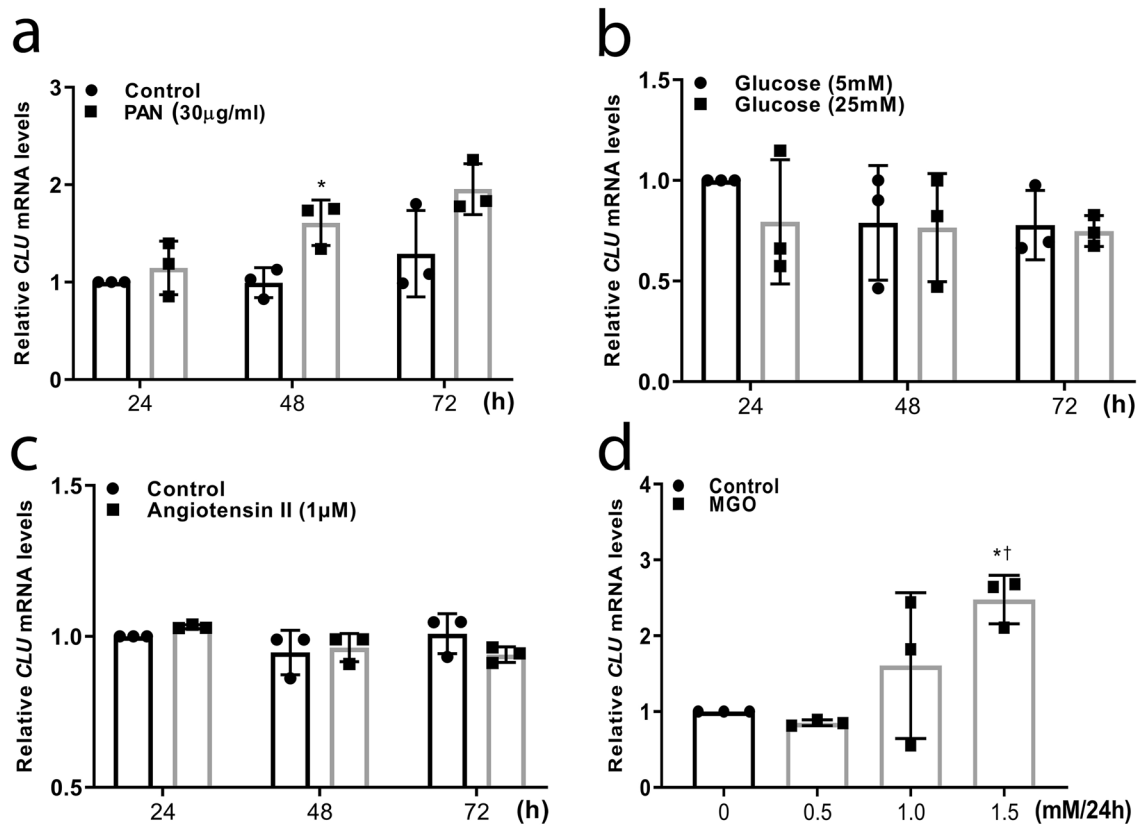 a
Relative CLU mRNA levels
3
2
1
0
Control
PAN (30μg/ml)
*
24 48 72 (h)
b
Relative CLU mRNA levels
1.5
1.0
0.5
0.0
Glucose (5mM)
Glucose (25mM)
24 48 72 (h)
c
Relative CLU mRNA levels
1.5
1.0
0.5
Control
Angiotensin II (1μM)
24 48 72 (h)
d
Relative CLU mRNA levels
4
3
2
1
0
Control
MGO
*†
0 0.5 1.0 1.5 (mM/24h)